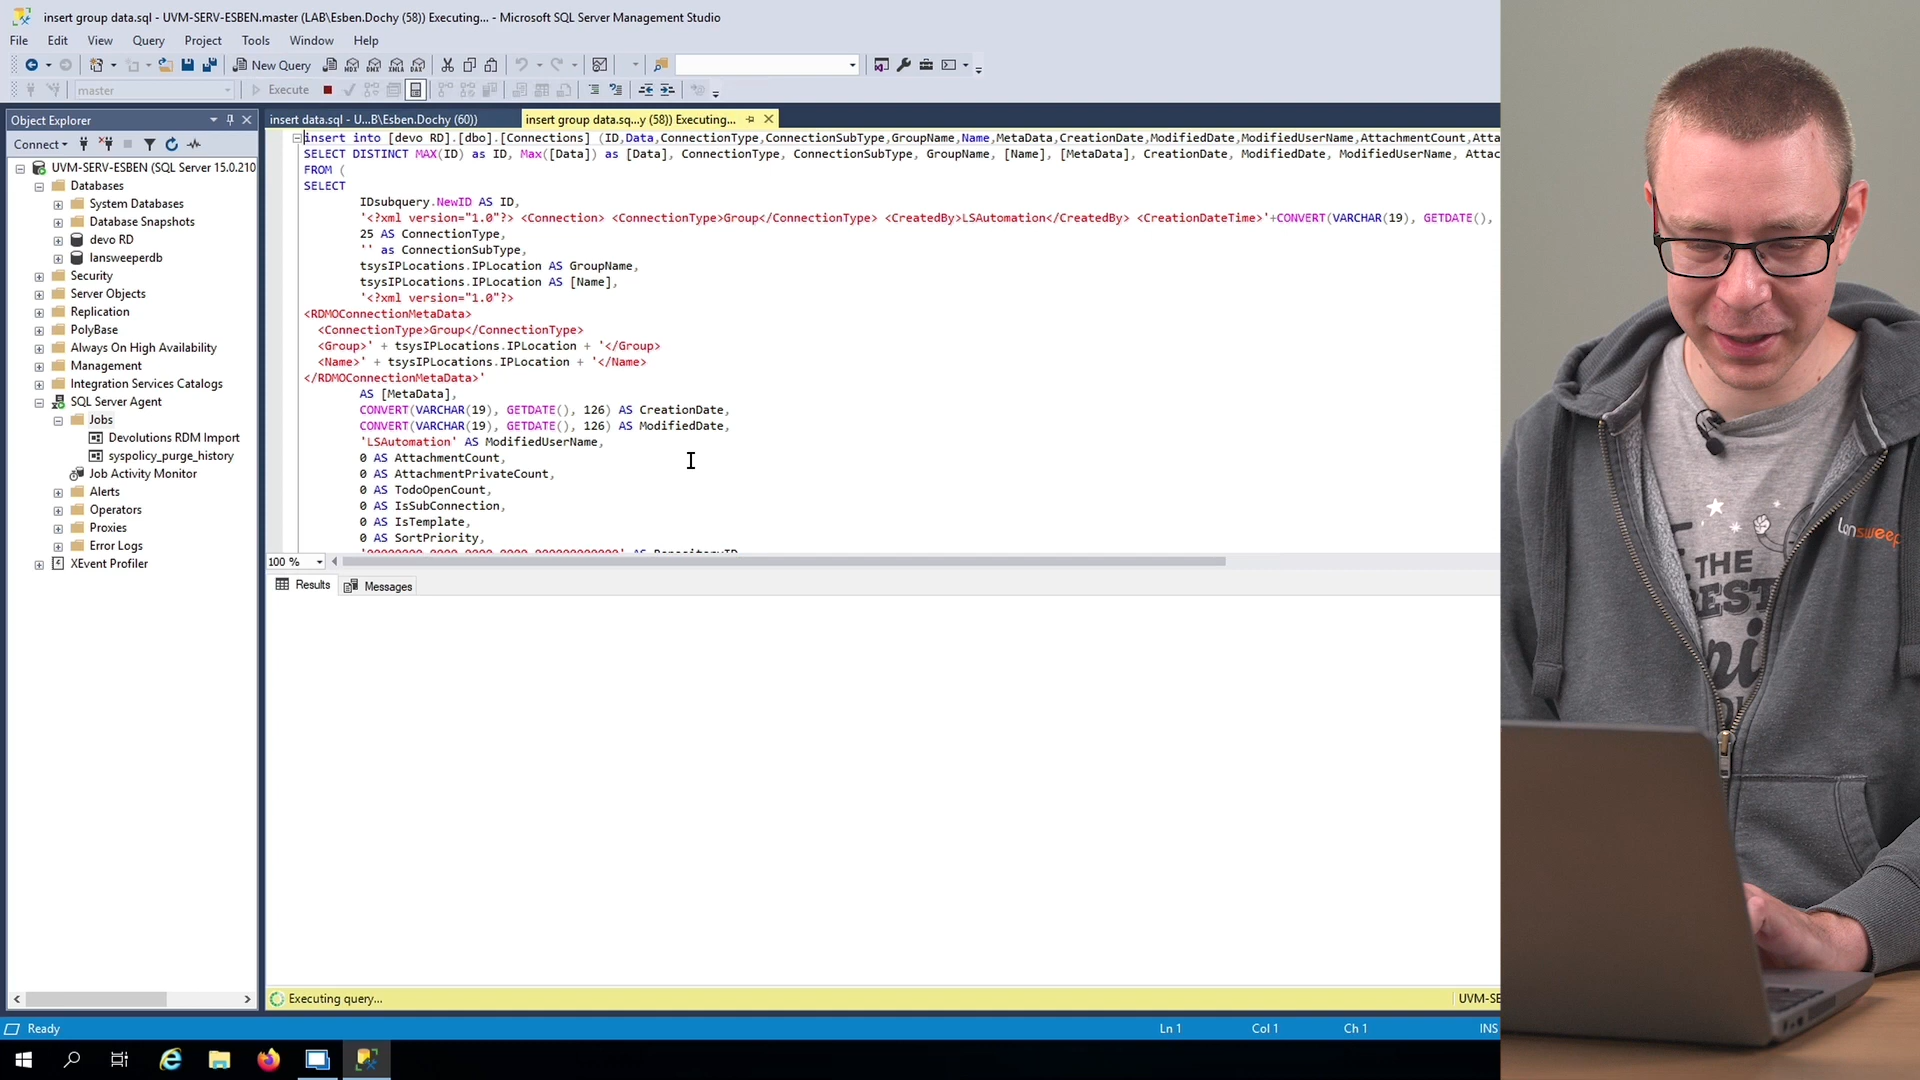 insert group data.sql - UVM-SERV-ESBEN.master (LAB\Esben.Dochy (58)) Executing... - Microsoft SQL Server Management Studio
File Edit View Query Project Tools Window Help
New Query
master Execute
Object Explorer
insert data.sql - U...B\Esben.Dochy (60))
insert group data.sq...y (58)) Executing...
Connect
UVM-SERV-ESBEN (SQL Server 15.0.210
Databases
System Databases
Database Snapshots
devo RD
lansweeperdb
Security
Server Objects
Replication
PolyBase
Always On High Availability
Management
Integration Services Catalogs
SQL Server Agent
Jobs
Devolutions RDM Import
syspolicy_purge_history
Job Activity Monitor
Alerts
Operators
Proxies
Error Logs
XEvent Profiler
insert into [devo RD].[dbo].[Connections] (ID,Data,ConnectionType,ConnectionSubType,GroupName,Name,MetaData,CreationDate,ModifiedDate,ModifiedUserName,AttachmentCount,Atta
SELECT DISTINCT MAX(ID) as ID, Max([Data]) as [Data], ConnectionType, ConnectionSubType, GroupName, [Name], [MetaData], CreationDate, ModifiedDate, ModifiedUserName, Attac
FROM (
SELECT
IDsubquery.NewID AS ID,
'<?xml version="1.0"?> <Connection> <ConnectionType>Group</ConnectionType> <CreatedBy>LSAutomation</CreatedBy> <CreationDateTime>'+CONVERT(VARCHAR(19), GETDATE(),
25 AS ConnectionType,
'' as ConnectionSubType,
tsysIPLocations.IPLocation AS GroupName,
tsysIPLocations.IPLocation AS [Name],
'<?xml version="1.0"?>
<RDMOConnectionMetaData>
<ConnectionType>Group</ConnectionType>
<Group>' + tsysIPLocations.IPLocation + '</Group>
<Name>' + tsysIPLocations.IPLocation + '</Name>
</RDMOConnectionMetaData>'
AS [MetaData],
CONVERT(VARCHAR(19), GETDATE(), 126) AS CreationDate,
CONVERT(VARCHAR(19), GETDATE(), 126) AS ModifiedDate,
'LSAutomation' AS ModifiedUserName,
0 AS AttachmentCount,
0 AS AttachmentPrivateCount,
0 AS TodoOpenCount,
0 AS IsSubConnection,
0 AS IsTemplate,
0 AS SortPriority,
100 %
Results Messages
Executing query...
UVM-SE
Ready
Ln 1 Col 1 Ch 1 INS
lansweep
THE